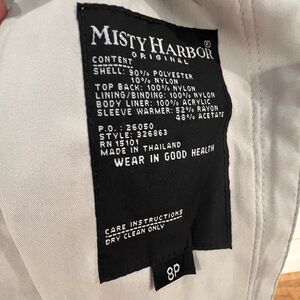 MISTY HARBOR®
ORIGINAL
CONTENT
SHELL: 90% POLYESTER
10% NYLON
TOP BACK: 100% NYLON
LINING/BINDING: 100% NYLON
BODY LINER: 100% ACRYLIC
SLEEVE WARMER: 52% RAYON
48% ACETATE
P.O.: 26050
STYLE: 326863
RN 15101
MADE IN THAILAND
WEAR IN GOOD HEALTH
CARE INSTRUCTIONS
DRY CLEAN ONLY
8P